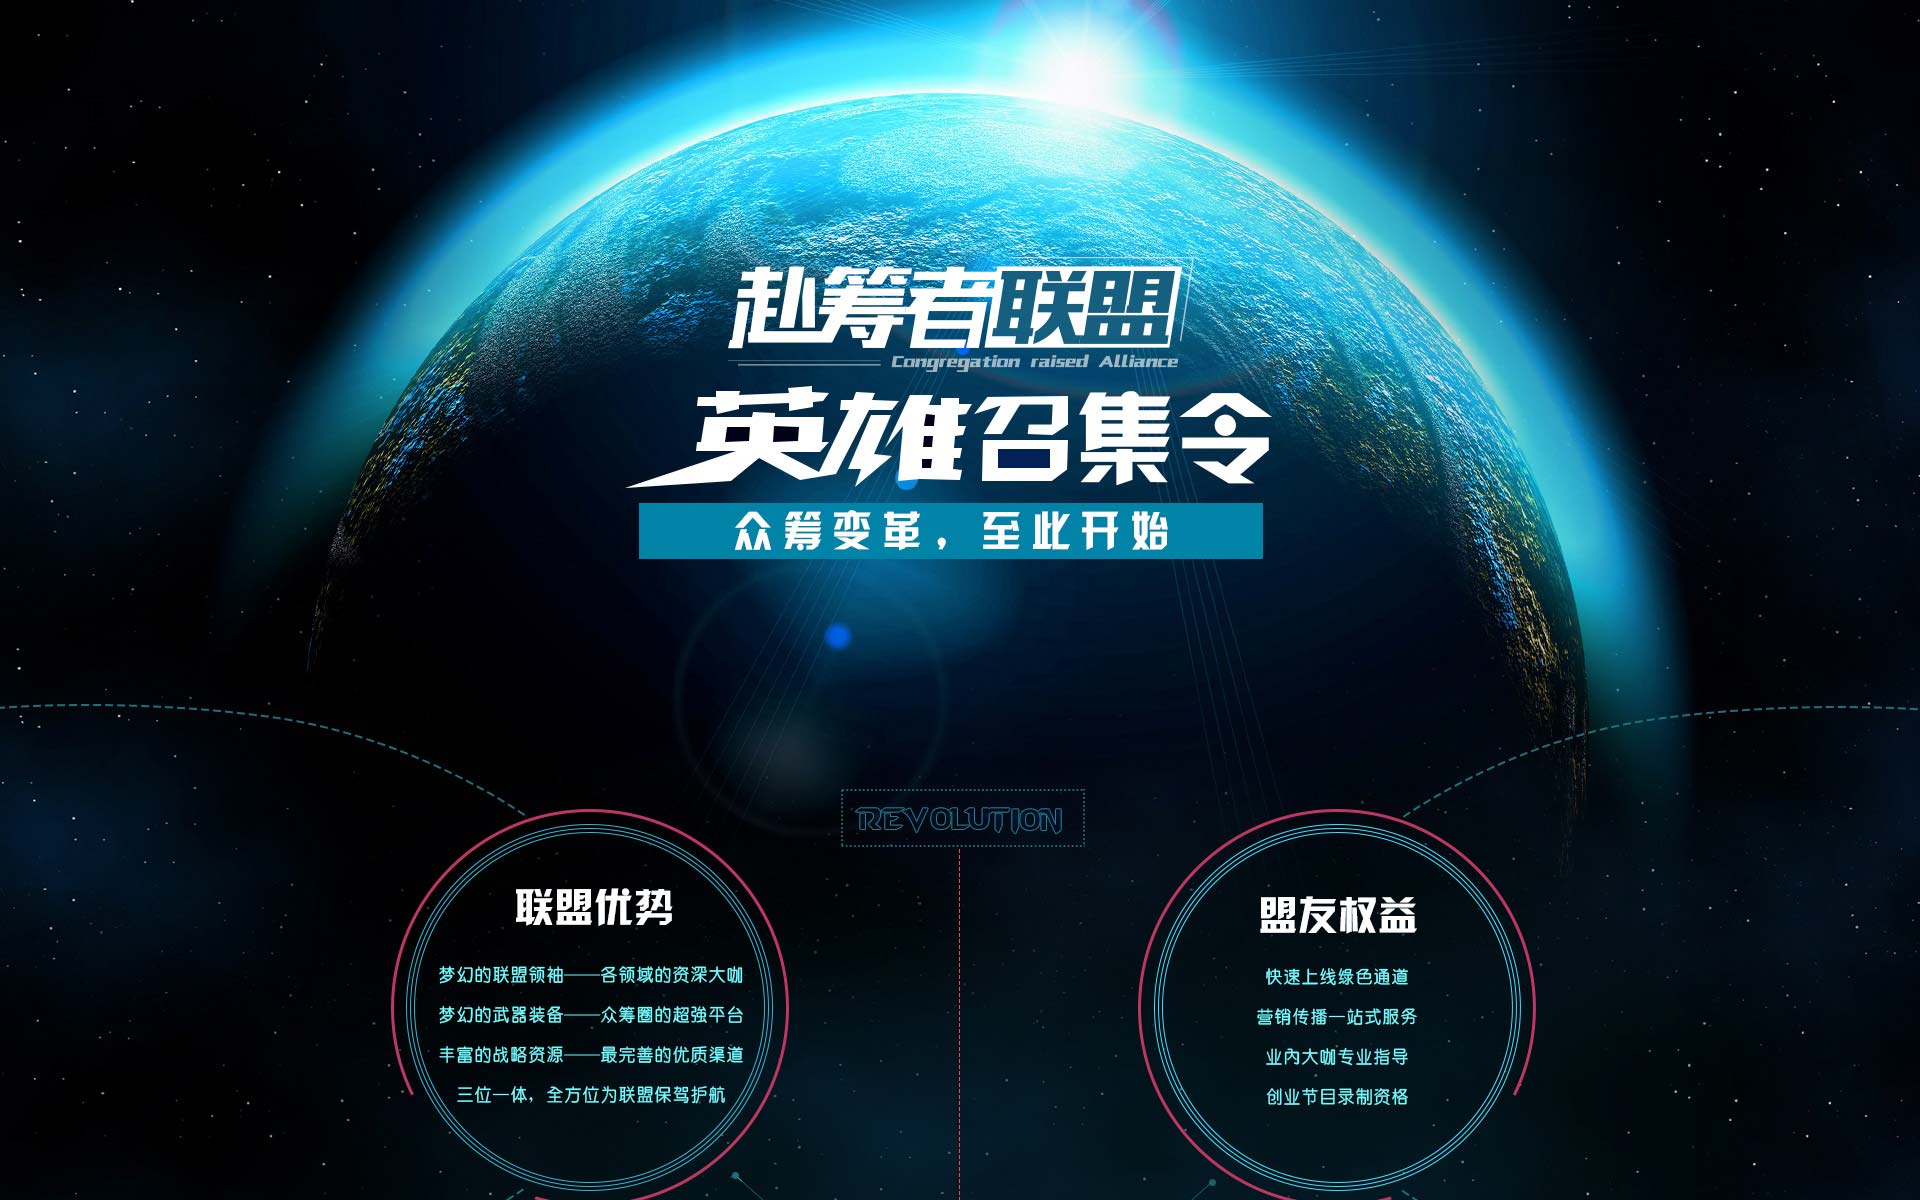 赴筹者联盟
Congregation raised Alliance
英雄召集令
众筹变革，至此开始
REVOLUTION
联盟优势
梦幻的联盟领袖——各领域的资深大咖
梦幻的武器装备——众筹圈的超強平台
丰富的战略资源——最完善的优质渠道
三位一体，全方位为联盟保驾护航
盟友权益
快速上线绿色通道
营销传播一站式服务
业内大咖专业指导
创业节目录制资格